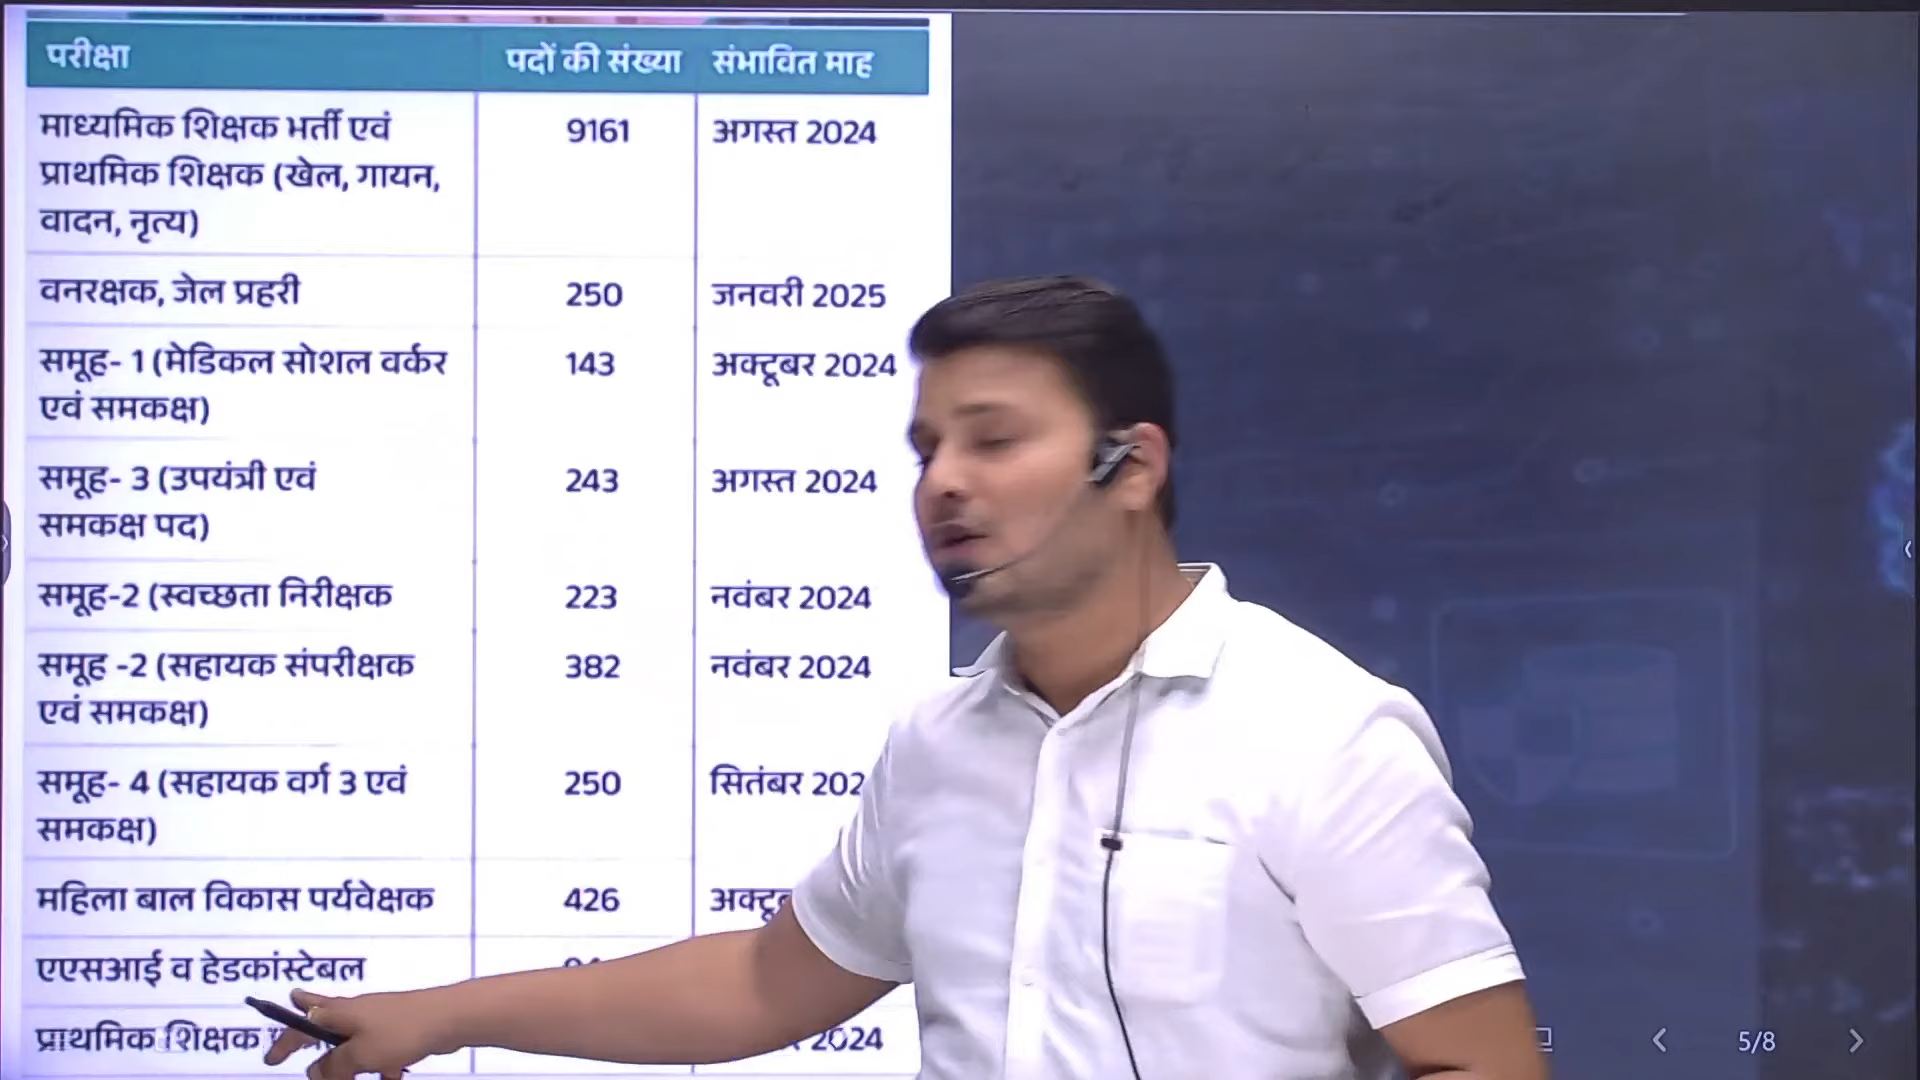 परीक्षा पदों की संख्या संभावित माह
माध्यमिक शिक्षक भर्ती एवं 9161 अगस्त 2024
प्राथमिक शिक्षक (खेल, गायन,
वादन, नृत्य)
वनरक्षक, जेल प्रहरी 250 जनवरी 2025
समूह- 1 (मेडिकल सोशल वर्कर 143 अक्टूबर 2024
एवं समकक्ष)
समूह- 3 (उपयंत्री एवं 243 अगस्त 2024
समकक्ष पद)
समूह-2 (स्वच्छता निरीक्षक 223 नवंबर 2024
समूह -2 (सहायक संपरीक्षक 382 नवंबर 2024
एवं समकक्ष)
समूह- 4 (सहायक वर्ग 3 एवं 250 सितंबर
समकक्ष)
महिला बाल विकास पर्यवेक्षक 426
एएसआई व हेडकांस्टेबल
प्राथमिक शिक्षक 2024
5/8